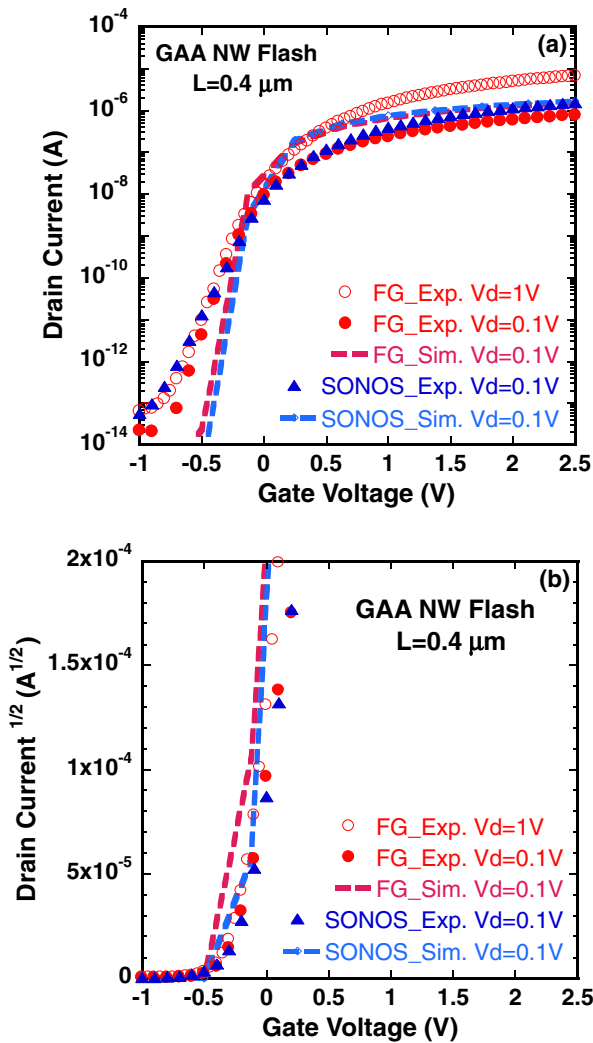 (a)
GAA NW Flash
L=0.4 μm
10⁻⁴
10⁻⁶
10⁻⁸
10⁻¹⁰
10⁻¹²
10⁻¹⁴
Drain Current (A)
FG_Exp. Vd=1V
FG_Exp. Vd=0.1V
FG_Sim. Vd=0.1V
SONOS_Exp. Vd=0.1V
SONOS_Sim. Vd=0.1V
-1 -0.5 0 0.5 1 1.5 2 2.5
Gate Voltage (V)
(b)
GAA NW Flash
L=0.4 μm
2x10⁻⁴
1.5x10⁻⁴
1x10⁻⁴
5x10⁻⁵
0
Drain Current ¹ᐟ² (A¹ᐟ²)
FG_Exp. Vd=1V
FG_Exp. Vd=0.1V
FG_Sim. Vd=0.1V
SONOS_Exp. Vd=0.1V
SONOS_Sim. Vd=0.1V
-1 -0.5 0 0.5 1 1.5 2 2.5
Gate Voltage (V)